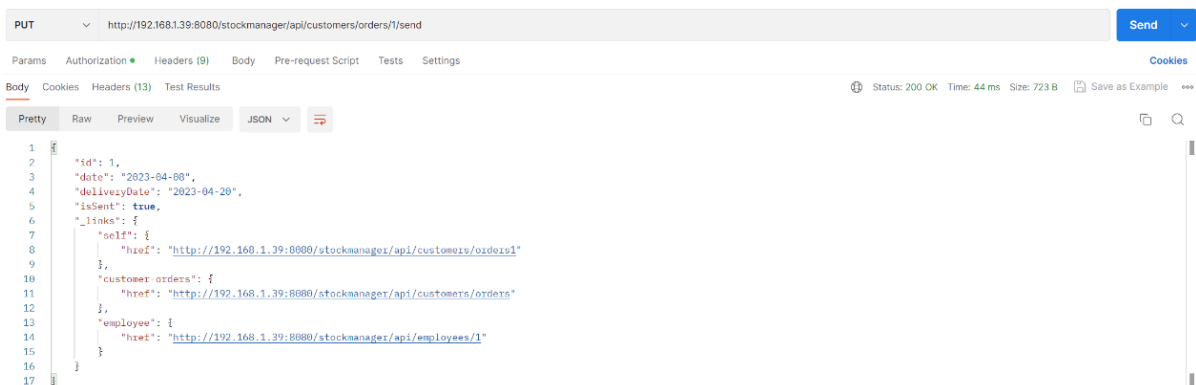 PUT http://192.168.1.39:8080/stockmanager/api/customers/orders/1/send Send
Params Authorization Headers (9) Body Pre-request Script Tests Settings Cookies
Body Cookies Headers (13) Test Results Status: 200 OK Time: 44 ms Size: 723 B Save as Example
Pretty Raw Preview Visualize JSON
1 {
2 "id": 1,
3 "date": "2023-04-08",
4 "deliveryDate": "2023-04-20",
5 "isSent": true,
6 "_links": {
7 "self": {
8 "href": "http://192.168.1.39:8080/stockmanager/api/customers/orders1"
9 },
10 "customer-orders": {
11 "href": "http://192.168.1.39:8080/stockmanager/api/customers/orders"
12 },
13 "employee": {
14 "href": "http://192.168.1.39:8080/stockmanager/api/employees/1"
15 }
16 }
17 }